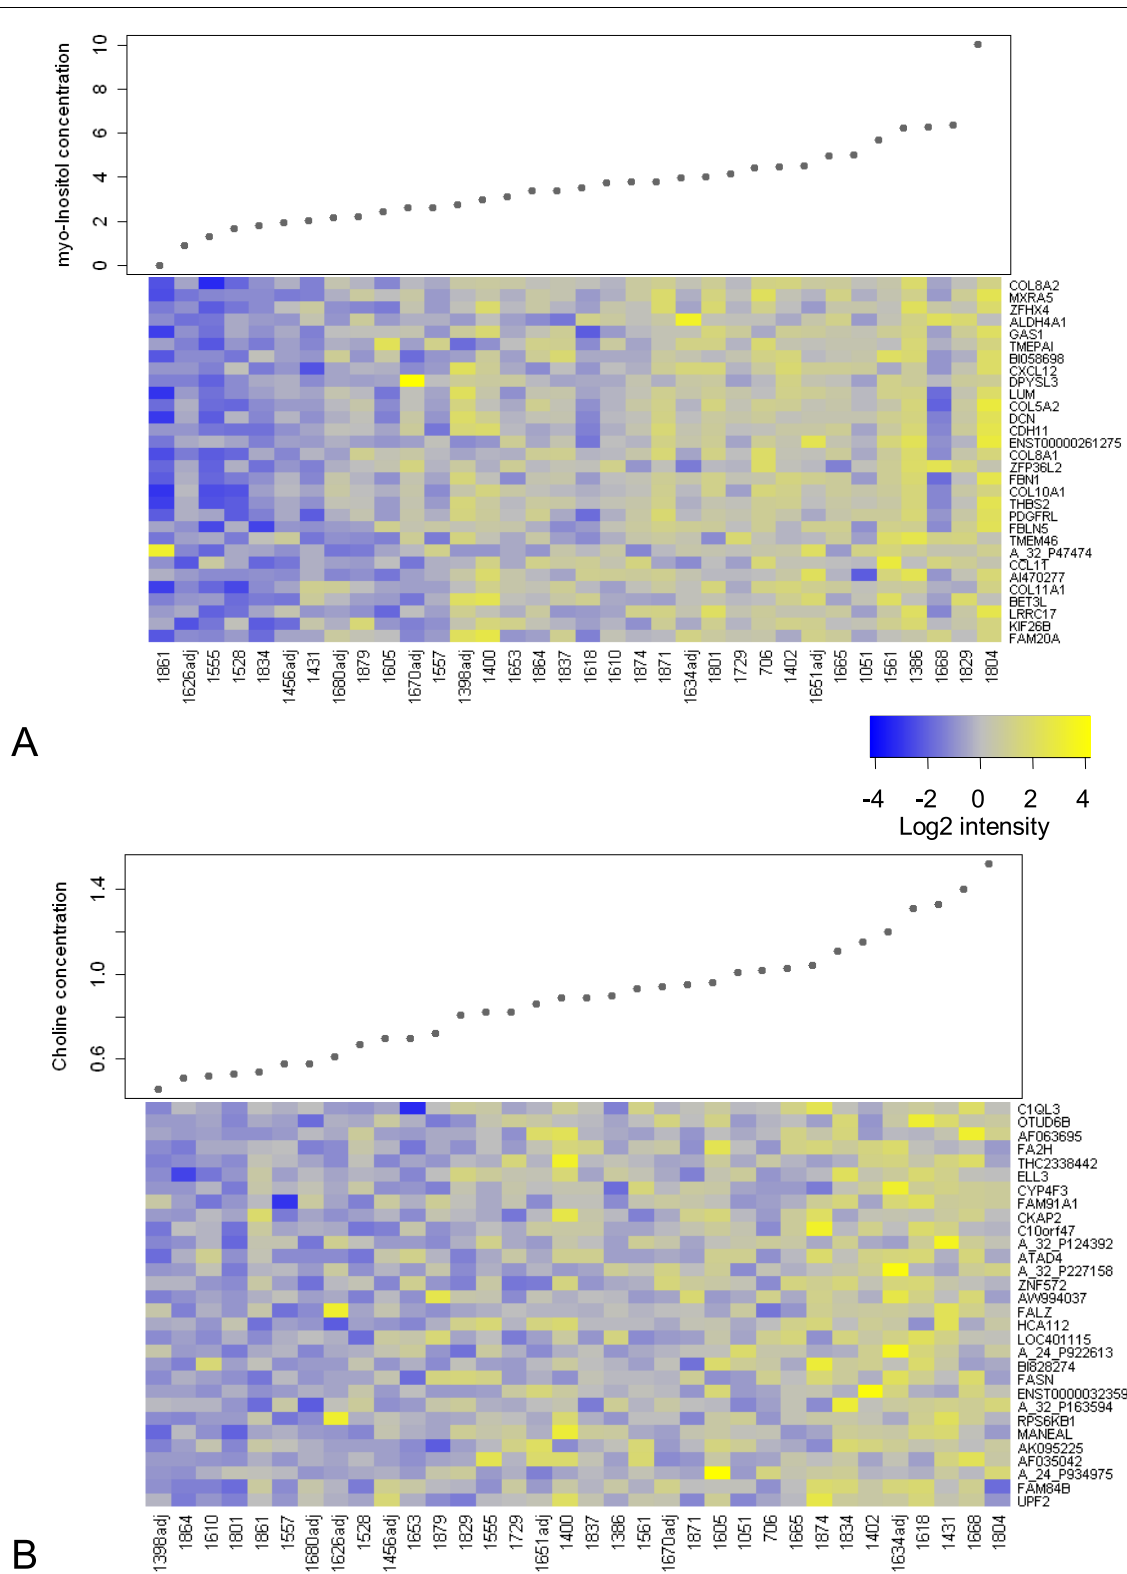 myo-Inositol concentration
10
8
6
4
2
0
COL8A2
MXRA5
ZFHX4
ALDH4A1
GAS1
TMEPAI
BI058698
CXCL12
DPYSL3
LUM
COL5A2
DCN
CDH11
ENST00000261275
COL8A1
ZFP36L2
FBN1
COL10A1
THBS2
PDGFRL
FBLN5
TMEM46
A_32_P47474
CCL11
AI470277
COL11A1
BET3L
LRRC17
KIF26B
FAM20A
1861 1626adj 1555 1528 1834 1456adj 1431 1680adj 1879 1605 1670adj 1557 1398adj 1400 1653 1864 1837 1618 1610 1874 1871 1634adj 1801 1729 706 1402 1651adj 1665 1051 1561 1386 1668 1829 1804
A
-4 -2 0 2 4
Log2 intensity
Choline concentration
1.4
1.0
0.6
C1QL3
OTUD6B
AF063695
FA2H
THC2338442
ELL3
CYP4F3
FAM91A1
CKAP2
C10orf47
A_32_P124392
ATAD4
A_32_P227158
ZNF572
AW994037
FALZ
HCA112
LOC401115
A_24_P922613
BI828274
FASN
ENST0000032359
A_32_P163594
RPS6KB1
MANEAL
AK095225
AF035042
A_24_P934975
FAM84B
UPF2
1398adj 1864 1610 1801 1861 1557 1680adj 1626adj 1528 1456adj 1653 1879 1829 1555 1729 1651adj 1400 1837 1386 1561 1670adj 1871 1605 1051 706 1665 1874 1834 1402 1634adj 1618 1431 1668 1804
B